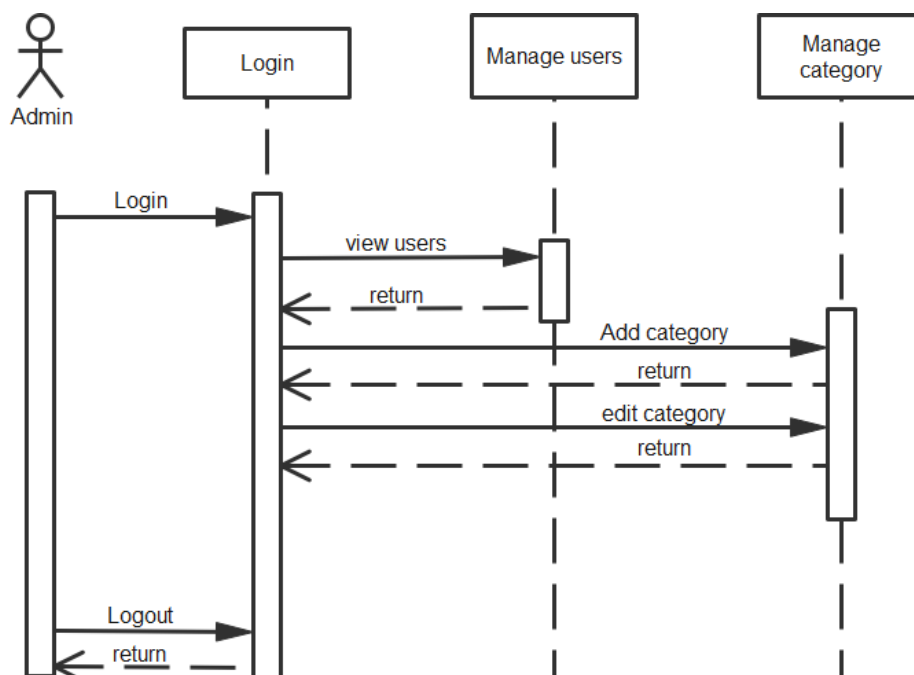 Admin
Login
Manage users
Manage
category
Login
view users
return
Add category
return
edit category
return
Logout
return